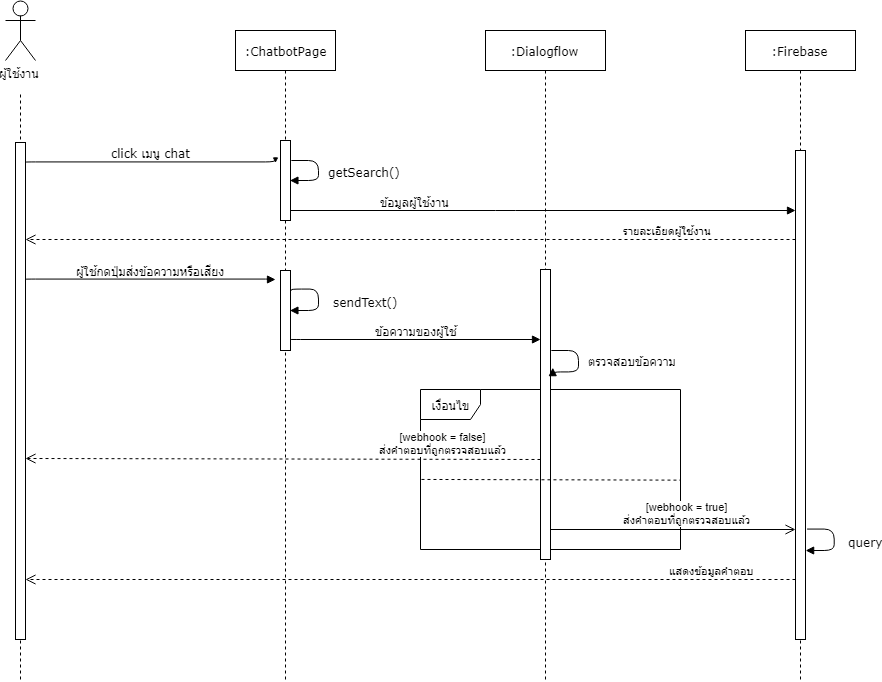 :ChatbotPage
:Dialogflow
:Firebase
ผู้ใช้งาน
click เมนู chat
getSearch()
ข้อมูลผู้ใช้งาน
รายละเอียดผู้ใช้งาน
ผู้ใช้กดปุ่มส่งข้อความหรือเสียง
sendText()
ข้อความของผู้ใช้
ตรวจสอบข้อความ
เงื่อนไข
[webhook = false]
ส่งคำตอบที่ถูกตรวจสอบแล้ว
[webhook = true]
ส่งคำตอบที่ถูกตรวจสอบแล้ว
query
แสดงข้อมูลคำตอบ